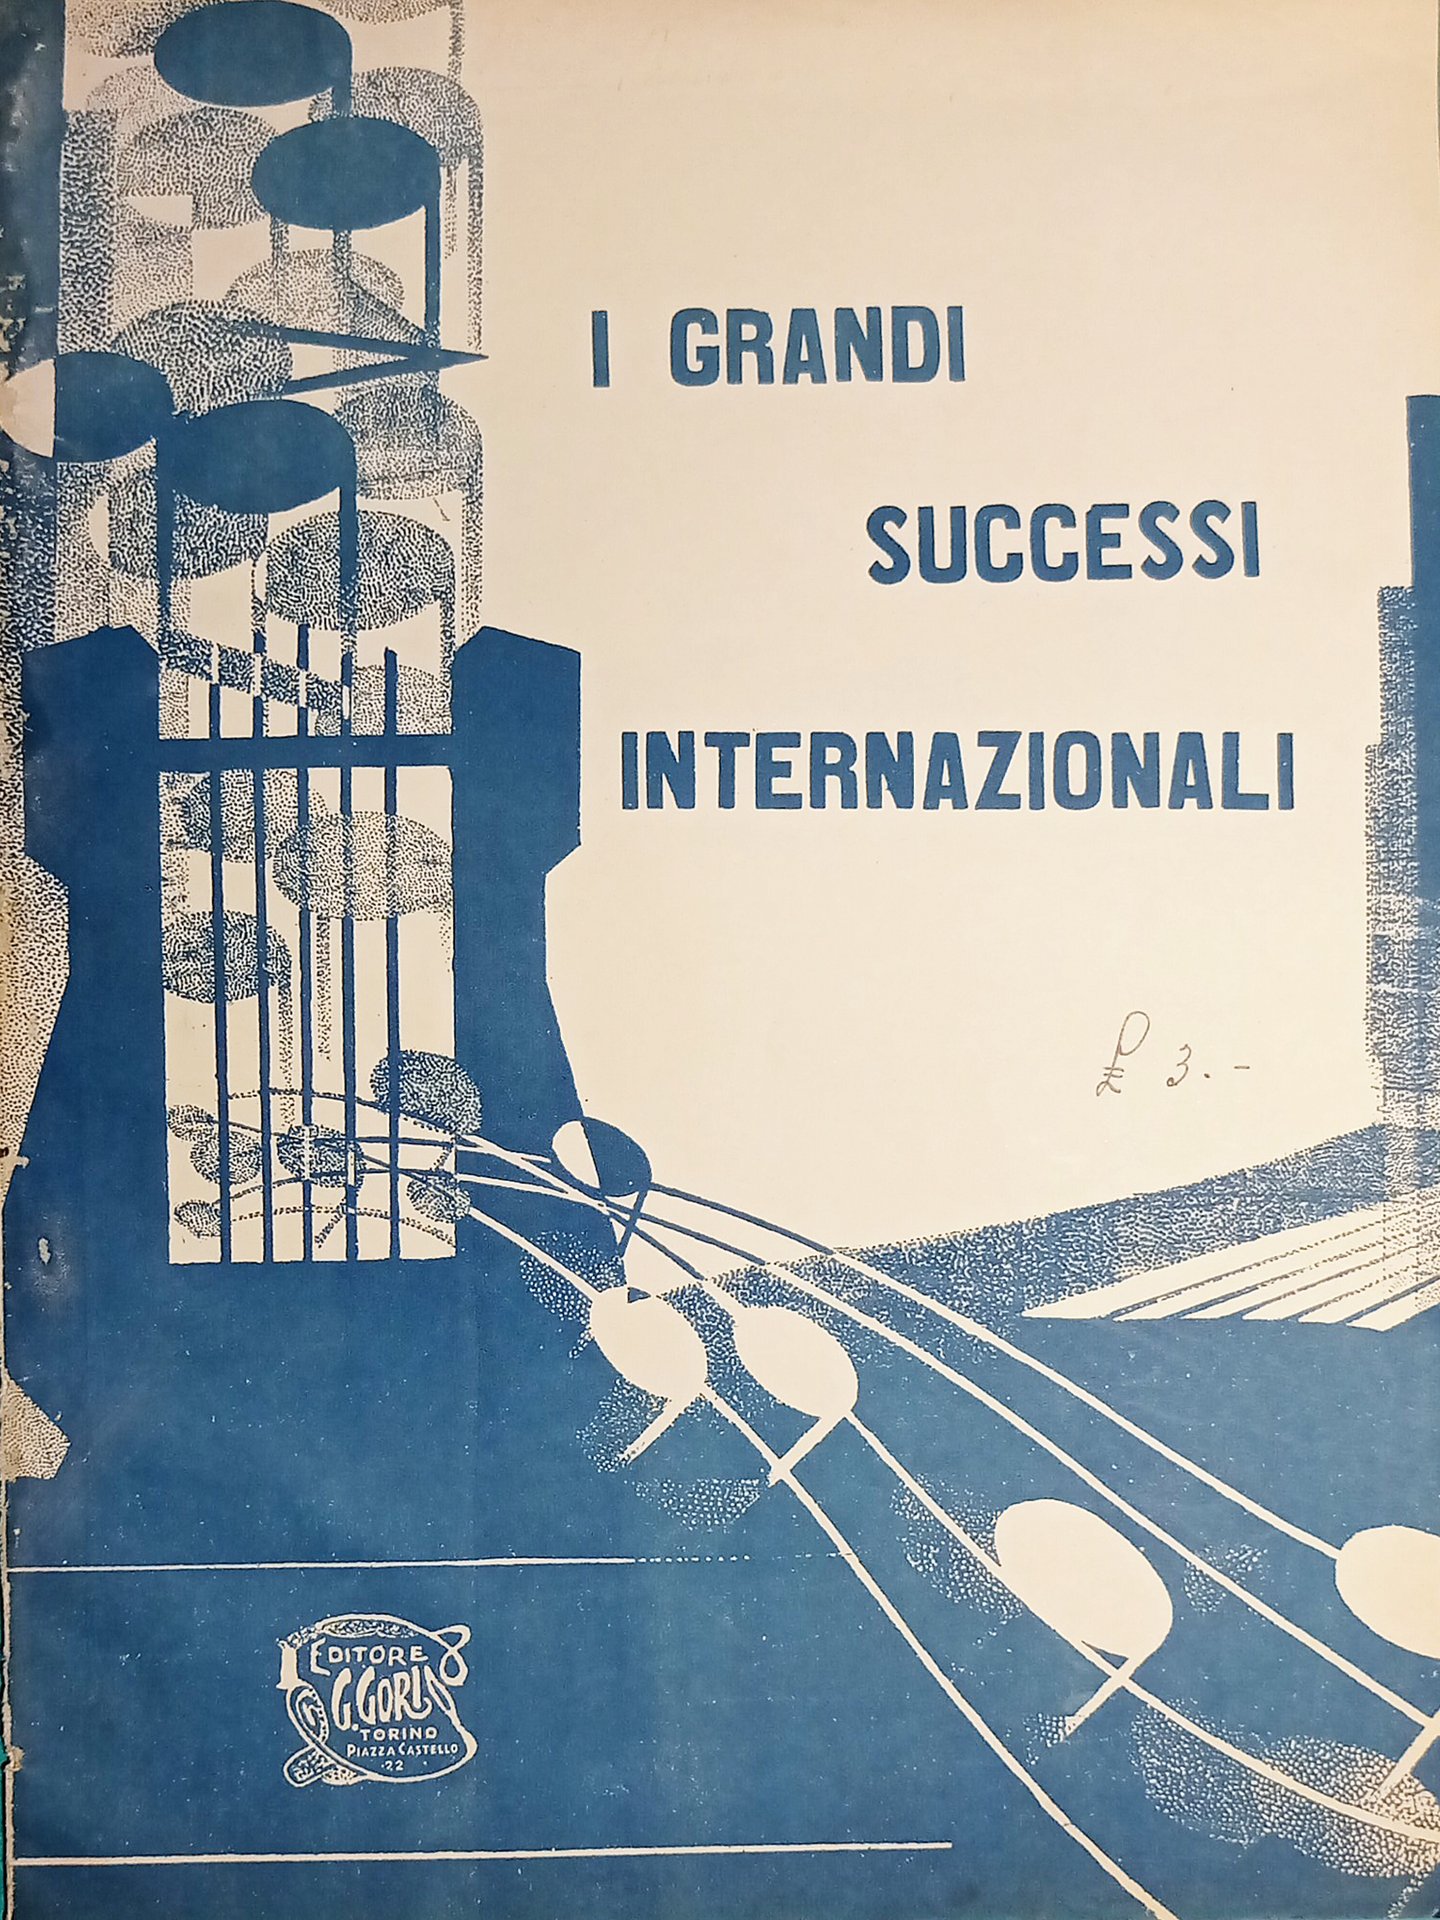 I GRANDI
SUCCESSI
INTERNAZIONALI
₤ 3.-
EDITORE
G. GORI
TORINO
PIAZZA CASTELLO
·22·